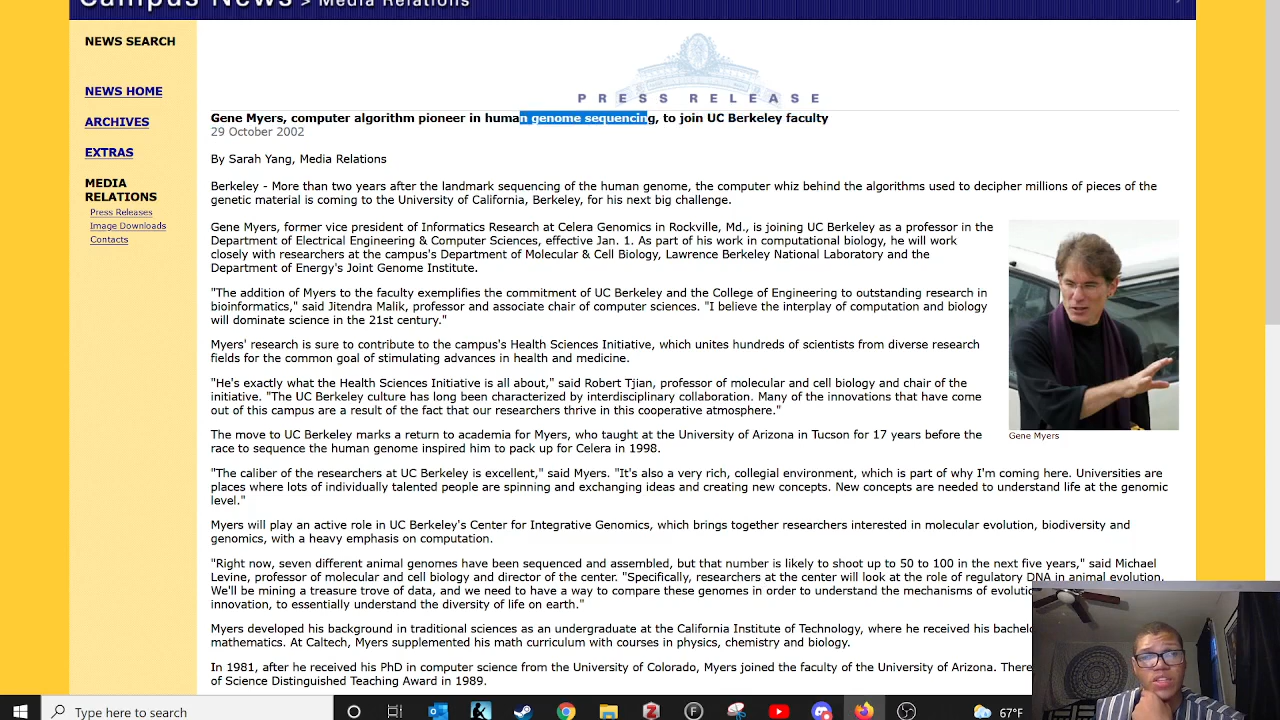 Campus News > Media Relations
NEWS SEARCH
NEWS HOME
ARCHIVES
EXTRAS
MEDIA
RELATIONS
Press Releases
Image Downloads
Contacts
PRESS RELEASE
Gene Myers, computer algorithm pioneer in human genome sequencing, to join UC Berkeley faculty
29 October 2002
By Sarah Yang, Media Relations
Berkeley - More than two years after the landmark sequencing of the human genome, the computer whiz behind the algorithms used to decipher millions of pieces of the
genetic material is coming to the University of California, Berkeley, for his next big challenge.
Gene Myers, former vice president of Informatics Research at Celera Genomics in Rockville, Md., is joining UC Berkeley as a professor in the
Department of Electrical Engineering & Computer Sciences, effective Jan. 1. As part of his work in computational biology, he will work
closely with researchers at the campus's Department of Molecular & Cell Biology, Lawrence Berkeley National Laboratory and the
Department of Energy's Joint Genome Institute.
"The addition of Myers to the faculty exemplifies the commitment of UC Berkeley and the College of Engineering to outstanding research in
bioinformatics," said Jitendra Malik, professor and associate chair of computer sciences. "I believe the interplay of computation and biology
will dominate science in the 21st century."
Myers' research is sure to contribute to the campus's Health Sciences Initiative, which unites hundreds of scientists from diverse research
fields for the common goal of stimulating advances in health and medicine.
"He's exactly what the Health Sciences Initiative is all about," said Robert Tjian, professor of molecular and cell biology and chair of the
initiative. "The UC Berkeley culture has long been characterized by interdisciplinary collaboration. Many of the innovations that have come
out of this campus are a result of the fact that our researchers thrive in this cooperative atmosphere."
Gene Myers
The move to UC Berkeley marks a return to academia for Myers, who taught at the University of Arizona in Tucson for 17 years before the
race to sequence the human genome inspired him to pack up for Celera in 1998.
"The caliber of the researchers at UC Berkeley is excellent," said Myers. "It's also a very rich, collegial environment, which is part of why I'm coming here. Universities are
places where lots of individually talented people are spinning and exchanging ideas and creating new concepts. New concepts are needed to understand life at the genomic
level."
Myers will play an active role in UC Berkeley's Center for Integrative Genomics, which brings together researchers interested in molecular evolution, biodiversity and
genomics, with a heavy emphasis on computation.
"Right now, seven different animal genomes have been sequenced and assembled, but that number is likely to shoot up to 50 to 100 in the next five years," said Michael
Levine, professor of molecular and cell biology and director of the center. "Specifically, researchers at the center will look at the role of regulatory DNA in animal evolution.
We'll be mining a treasure trove of data, and we need to have a way to compare these genomes in order to understand the mechanisms of evolu
innovation, to essentially understand the diversity of life on earth."
Myers developed his background in traditional sciences as an undergraduate at the California Institute of Technology, where he received his bachel
mathematics. At Caltech, Myers supplemented his math curriculum with courses in physics, chemistry and biology.
In 1981, after he received his PhD in computer science from the University of Colorado, Myers joined the faculty of the University of Arizona. There
of Science Distinguished Teaching Award in 1989.
Type here to search
67°F